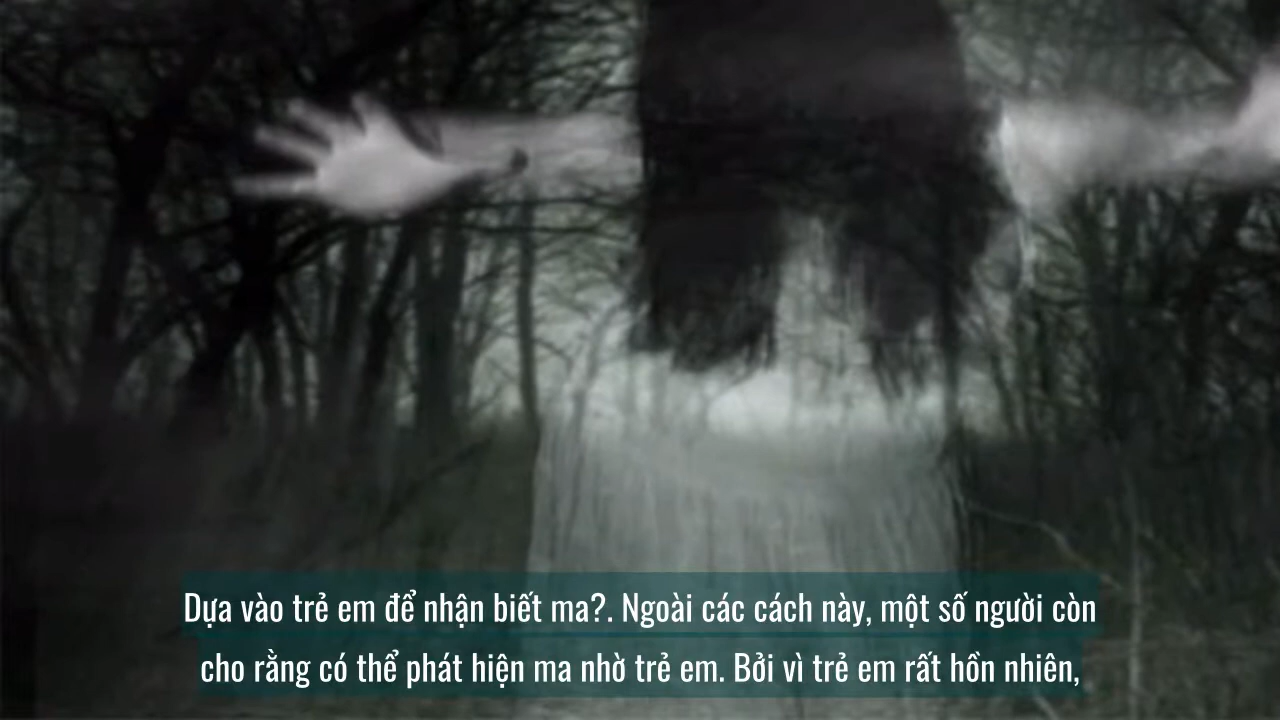 Dựa vào trẻ em để nhận biết ma?. Ngoài các cách này, một số người còn
cho rằng có thể phát hiện ma nhờ trẻ em. Bởi vì trẻ em rất hồn nhiên,